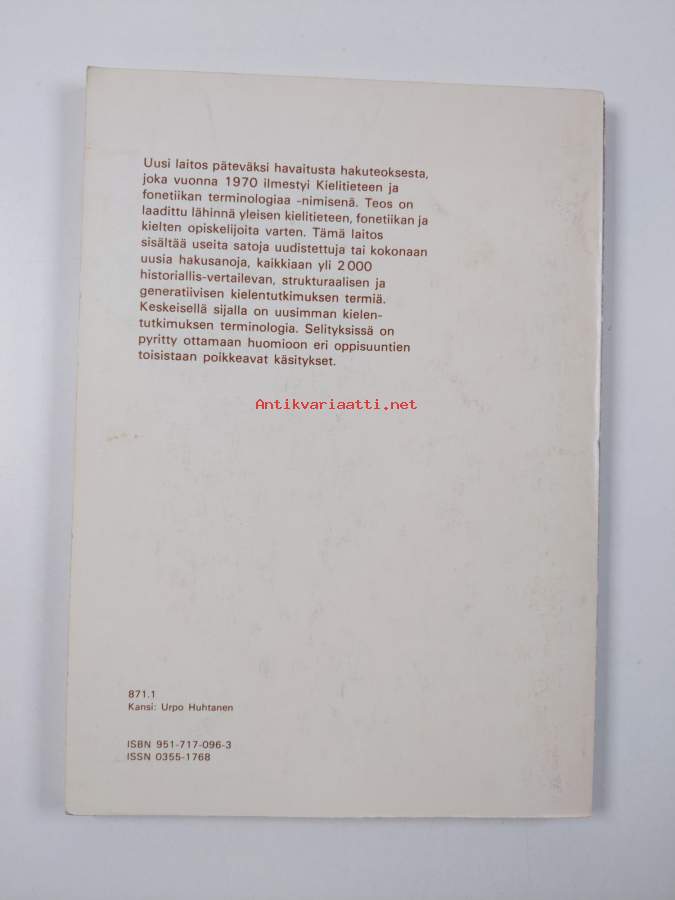 Uusi laitos päteväksi havaitusta hakuteoksesta,
joka vuonna 1970 ilmestyi Kielitieteen ja
fonetiikan terminologiaa -nimisenä. Teos on
laadittu lähinnä yleisen kielitieteen, fonetiikan ja
kielten opiskelijoita varten. Tämä laitos
sisältää useita satoja uudistettuja tai kokonaan
uusia hakusanoja, kaikkiaan yli 2 000
historiallis-vertailevan, strukturaalisen ja
generatiivisen kielentutkimuksen termiä.
Keskeisellä sijalla on uusimman kielen-
tutkimuksen terminologia. Selityksissä on
pyritty ottamaan huomioon eri oppisuuntien
toisistaan poikkeavat käsitykset.
Antikvariaatti.net
871.1
Kansi: Urpo Huhtanen
ISBN 951-717-096-3
ISSN 0355-1768